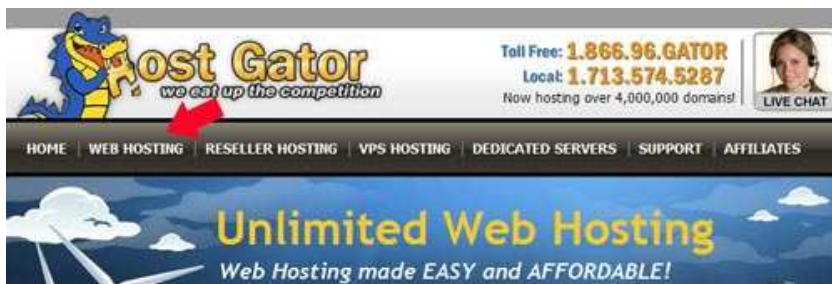 Host Gator
we eat up the competition
Toll Free: 1.866.96.GATOR
Local: 1.713.574.5287
Now hosting over 4,000,000 domains!
LIVE CHAT
HOME WEB HOSTING RESELLER HOSTING VPS HOSTING DEDICATED SERVERS SUPPORT AFFILIATES
Unlimited Web Hosting
Web Hosting made EASY and AFFORDABLE!